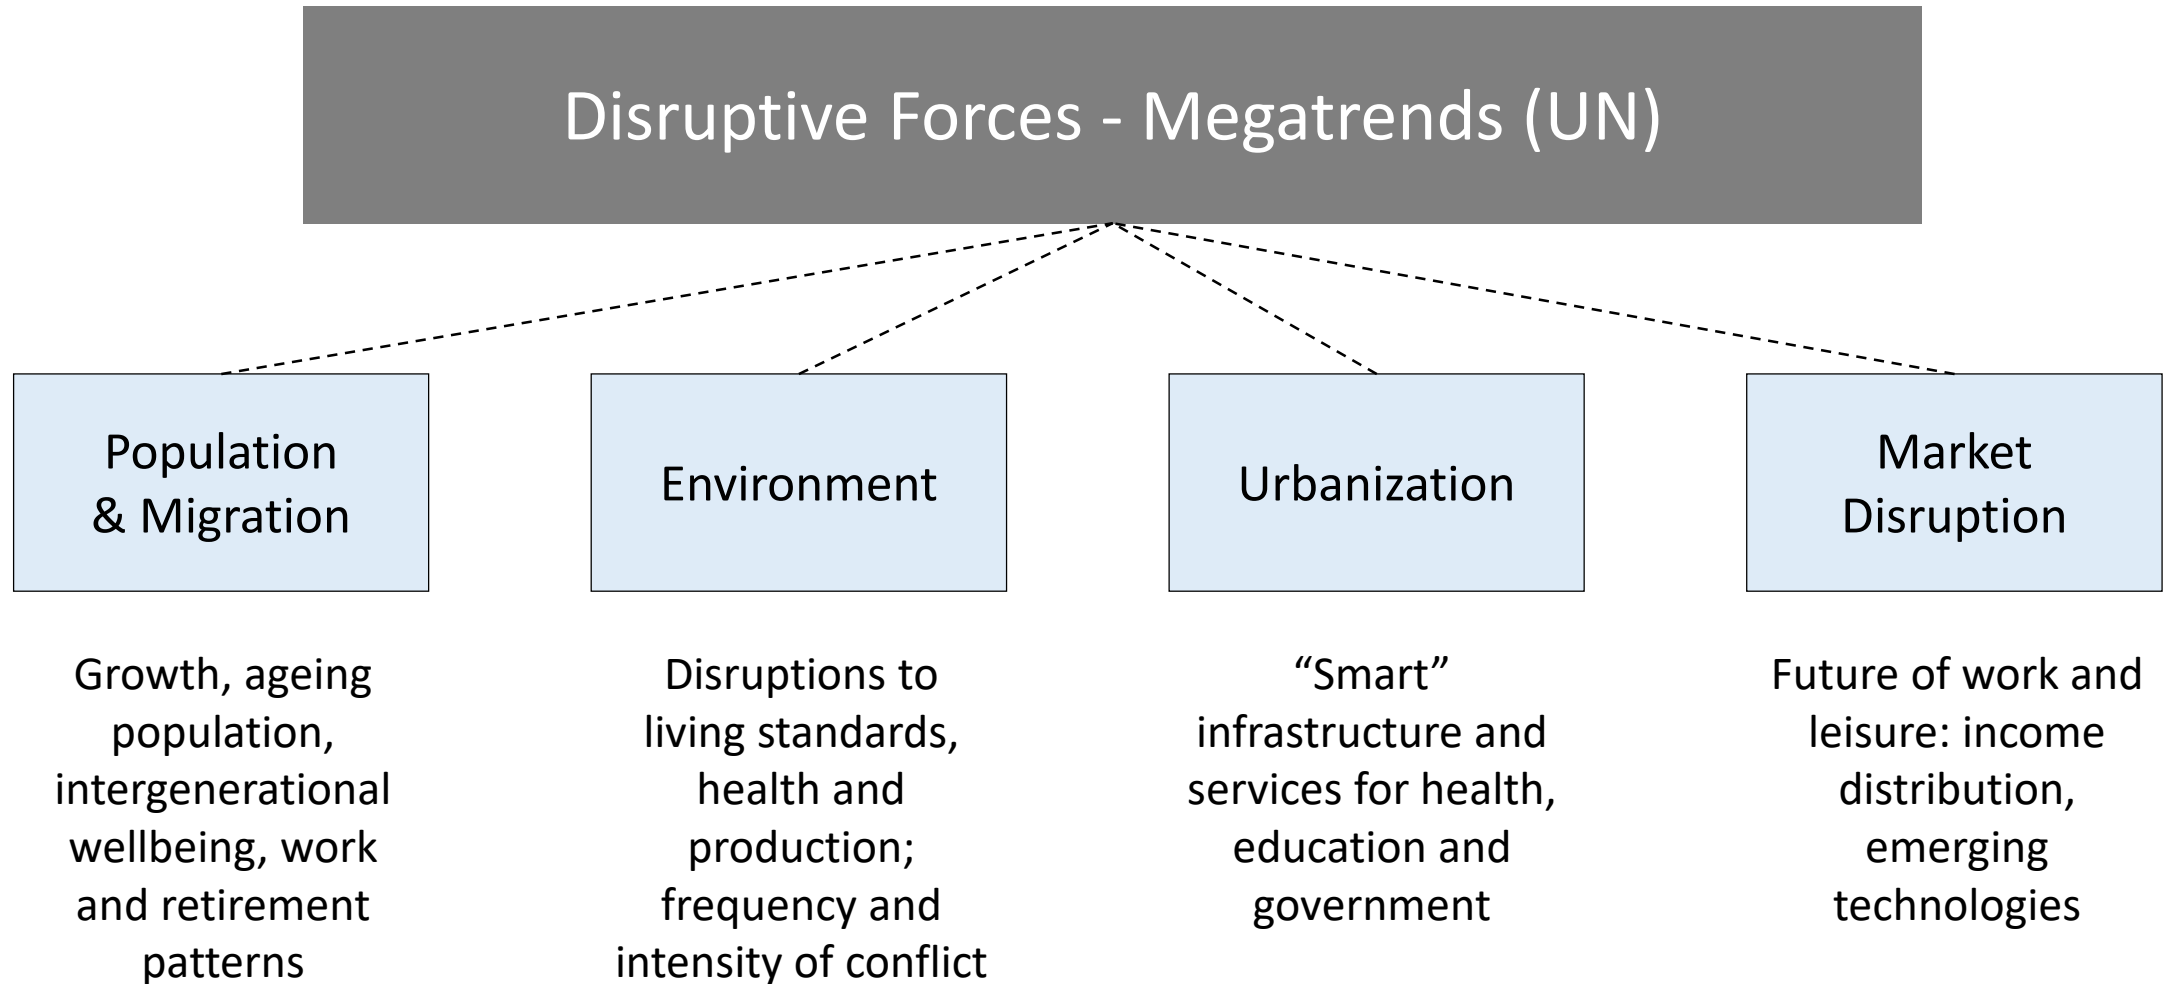 Disruptive Forces - Megatrends (UN)
Population
& Migration
Environment
Urbanization
Market
Disruption
Growth, ageing
population,
intergenerational
wellbeing, work
and retirement
patterns
Disruptions to
living standards,
health and
production;
frequency and
intensity of conflict
“Smart”
infrastructure and
services for health,
education and
government
Future of work and
leisure: income
distribution,
emerging
technologies